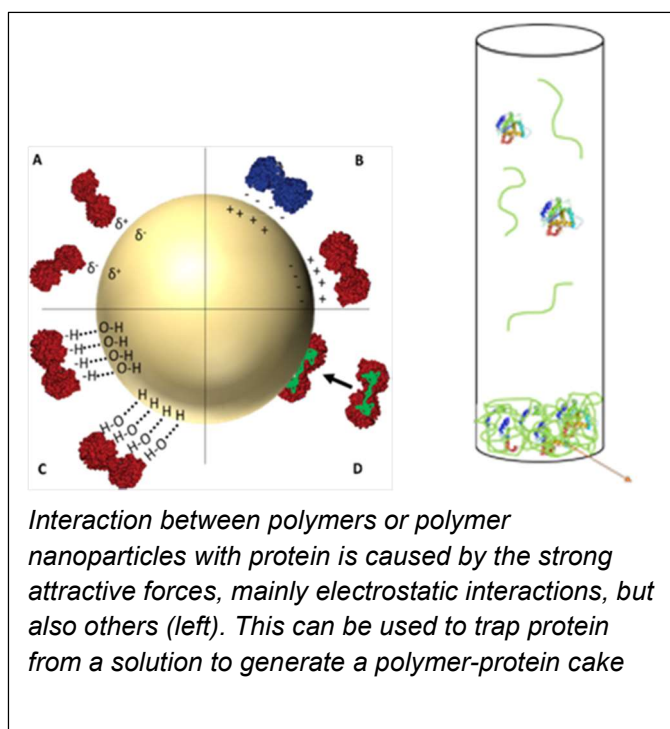 A
B
δ+
δ-
- - - -
+ + + +
δ-
δ+
- - - -
+ + + +
-H······O-H
-H······O-H
-H······O-H
-H······O-H
H H H H
H-O H-O H-O H-O
C
D
Interaction between polymers or polymer
nanoparticles with protein is caused by the strong
attractive forces, mainly electrostatic interactions, but
also others (left). This can be used to trap protein
from a solution to generate a polymer-protein cake